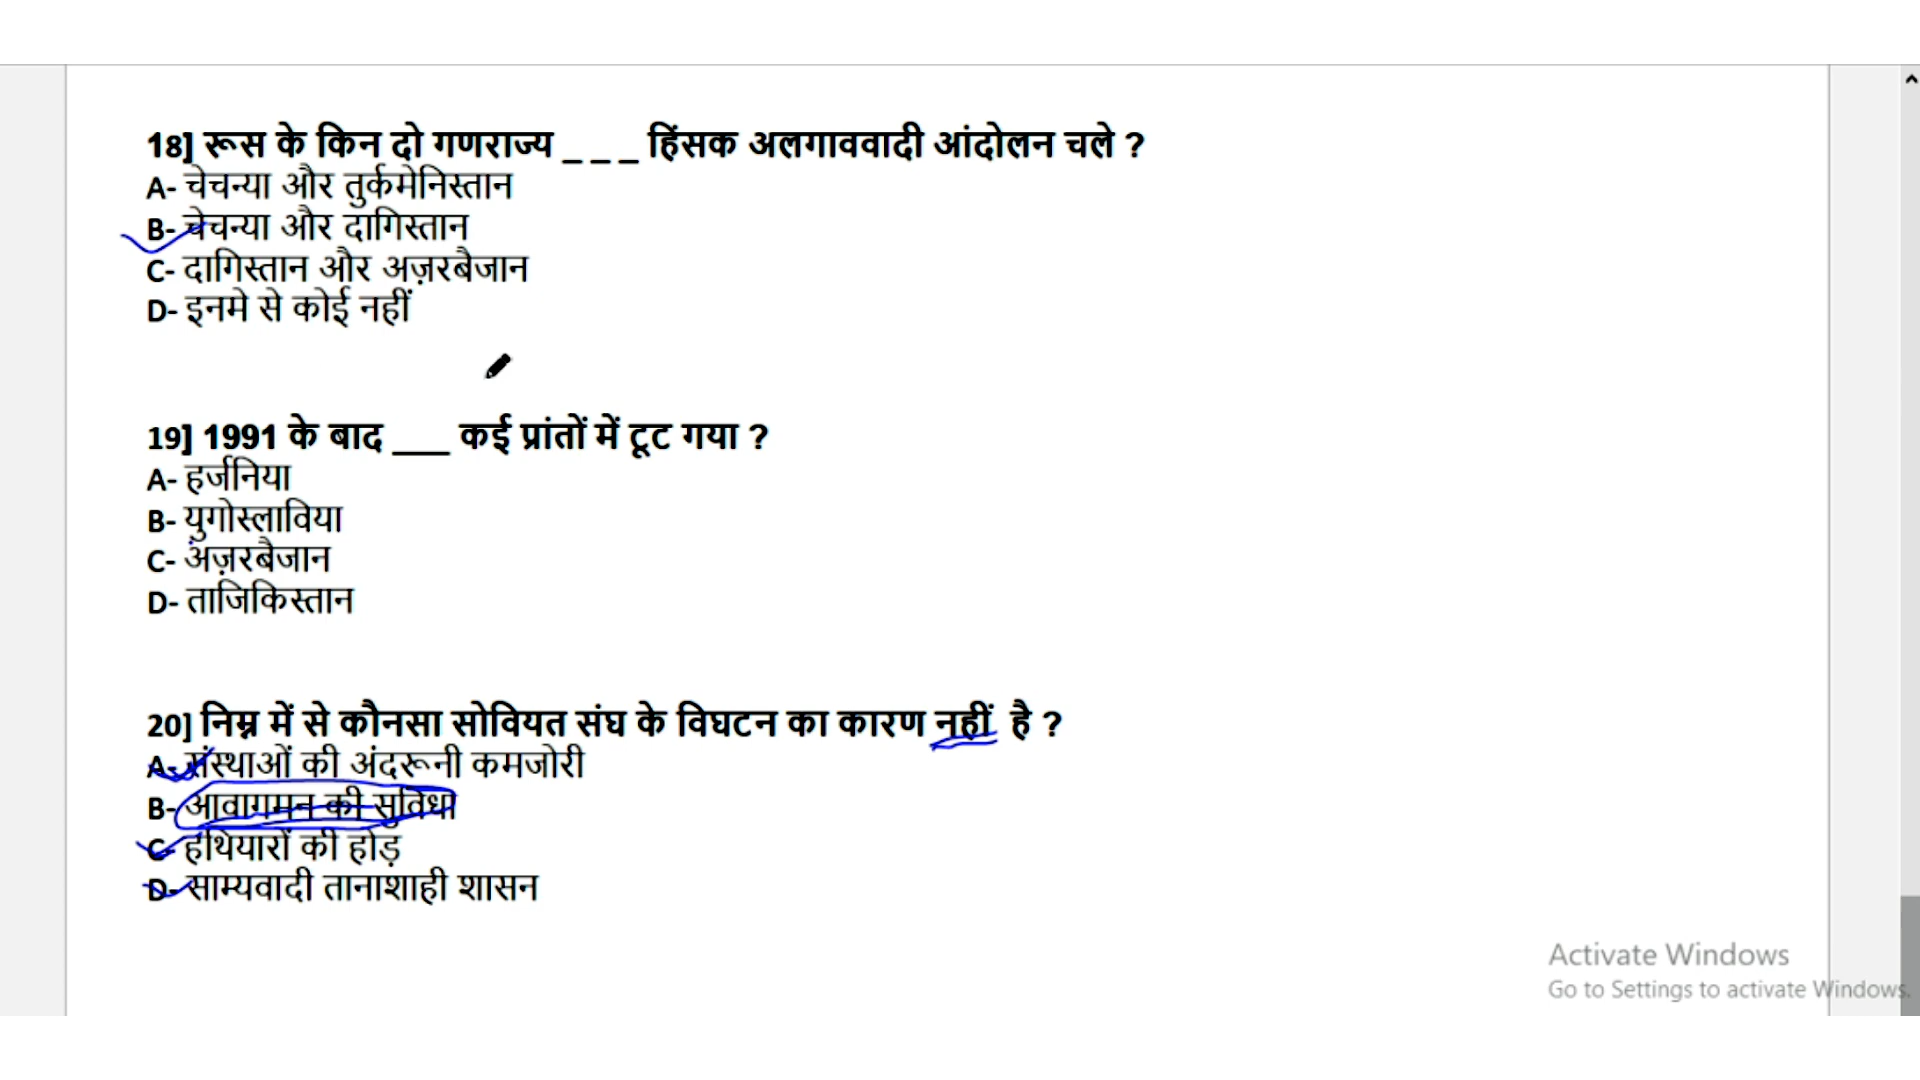 18] रूस के किन दो गणराज्य _ _ _ हिंसक अलगाववादी आंदोलन चले ?
A- चेचन्या और तुर्कमेनिस्तान
B- चेचन्या और दागिस्तान
C- दागिस्तान और अज़रबैजान
D- इनमे से कोई नहीं
19] 1991 के बाद ___ कई प्रांतों में टूट गया ?
A- हर्जनिया
B- युगोस्लाविया
C- अज़रबैजान
D- ताजिकिस्तान
20] निम्न में से कौनसा सोवियत संघ के विघटन का कारण नहीं है ?
A- संस्थाओं की अंदरूनी कमजोरी
B- आवागमन की सुविधा
C- हथियारों की होड़
D- साम्यवादी तानाशाही शासन
Activate Windows
Go to Settings to activate Windows.